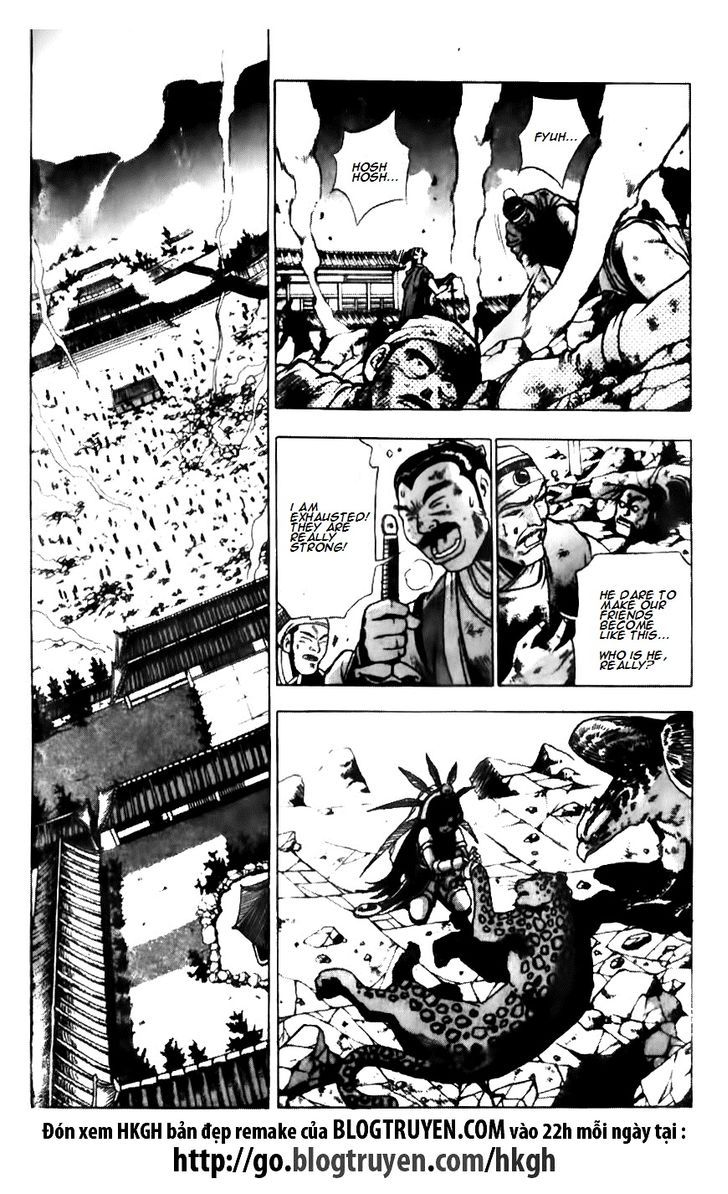 FYUH...
HOSH
HOSH...
I AM
EXHAUSTED!
THEY ARE
REALLY
STRONG!
HE DARE TO
MAKE OUR
FRIENDS
BECOME
LIKE THIS...
WHO IS HE,
REALLY?
Đón xem HKGH bản đẹp remake của BLOGTRUYEN.COM vào 22h mỗi ngày tại :
http://go.blogtruyen.com/hkgh